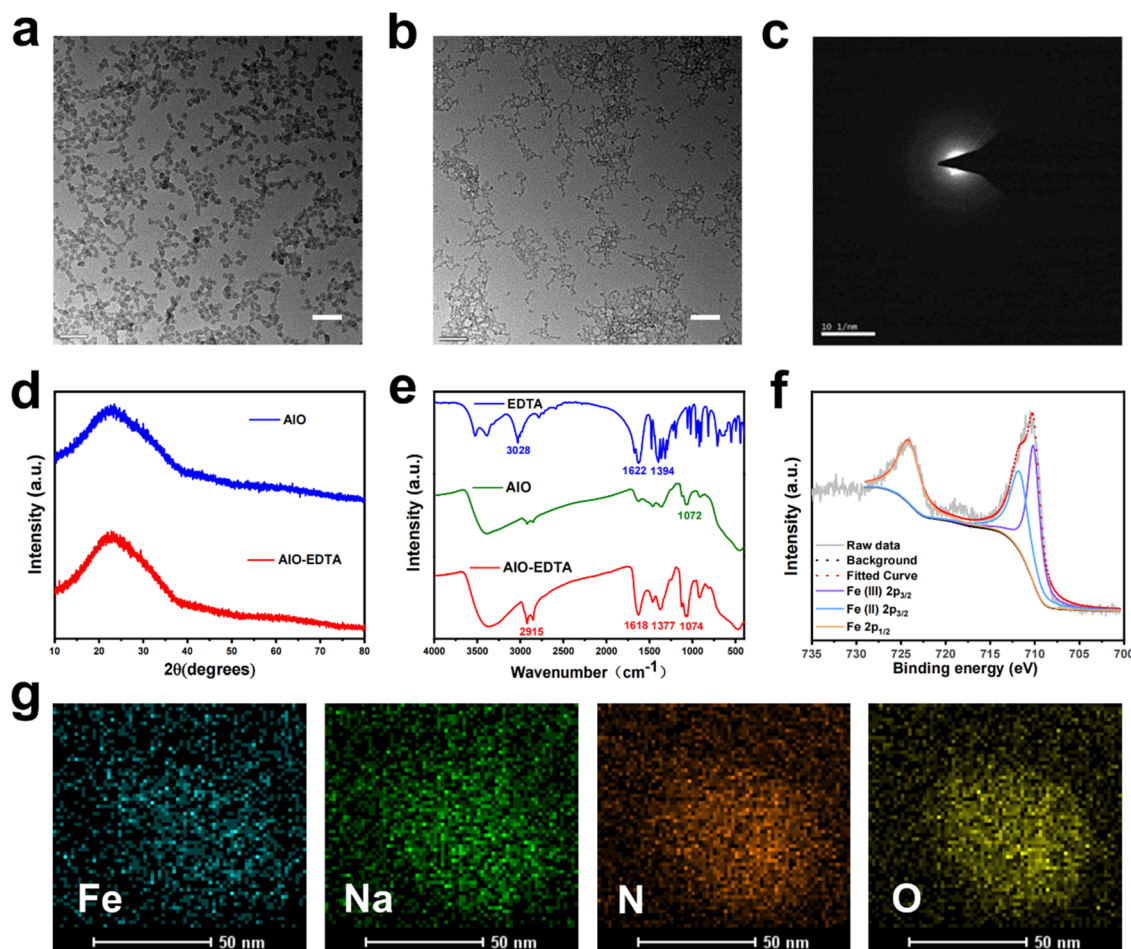 a
b
c
10 1/nm
d
AIO
AIO-EDTA
Intensity (a.u.)
10 20 30 40 50 60 70 80
2θ(degrees)
e
EDTA
3028
1622 1394
AIO
1072
AIO-EDTA
2915
1618 1377 1074
Intensity (a.u.)
4000 3500 3000 2500 2000 1500 1000 500
Wavenumber (cm-1)
f
Intensity (a.u.)
Raw data
Background
Fitted Curve
Fe (III) 2p3/2
Fe (II) 2p3/2
Fe 2p1/2
735 730 725 720 715 710 705 700
Binding energy (eV)
g
Fe
50 nm
Na
50 nm
N
50 nm
O
50 nm